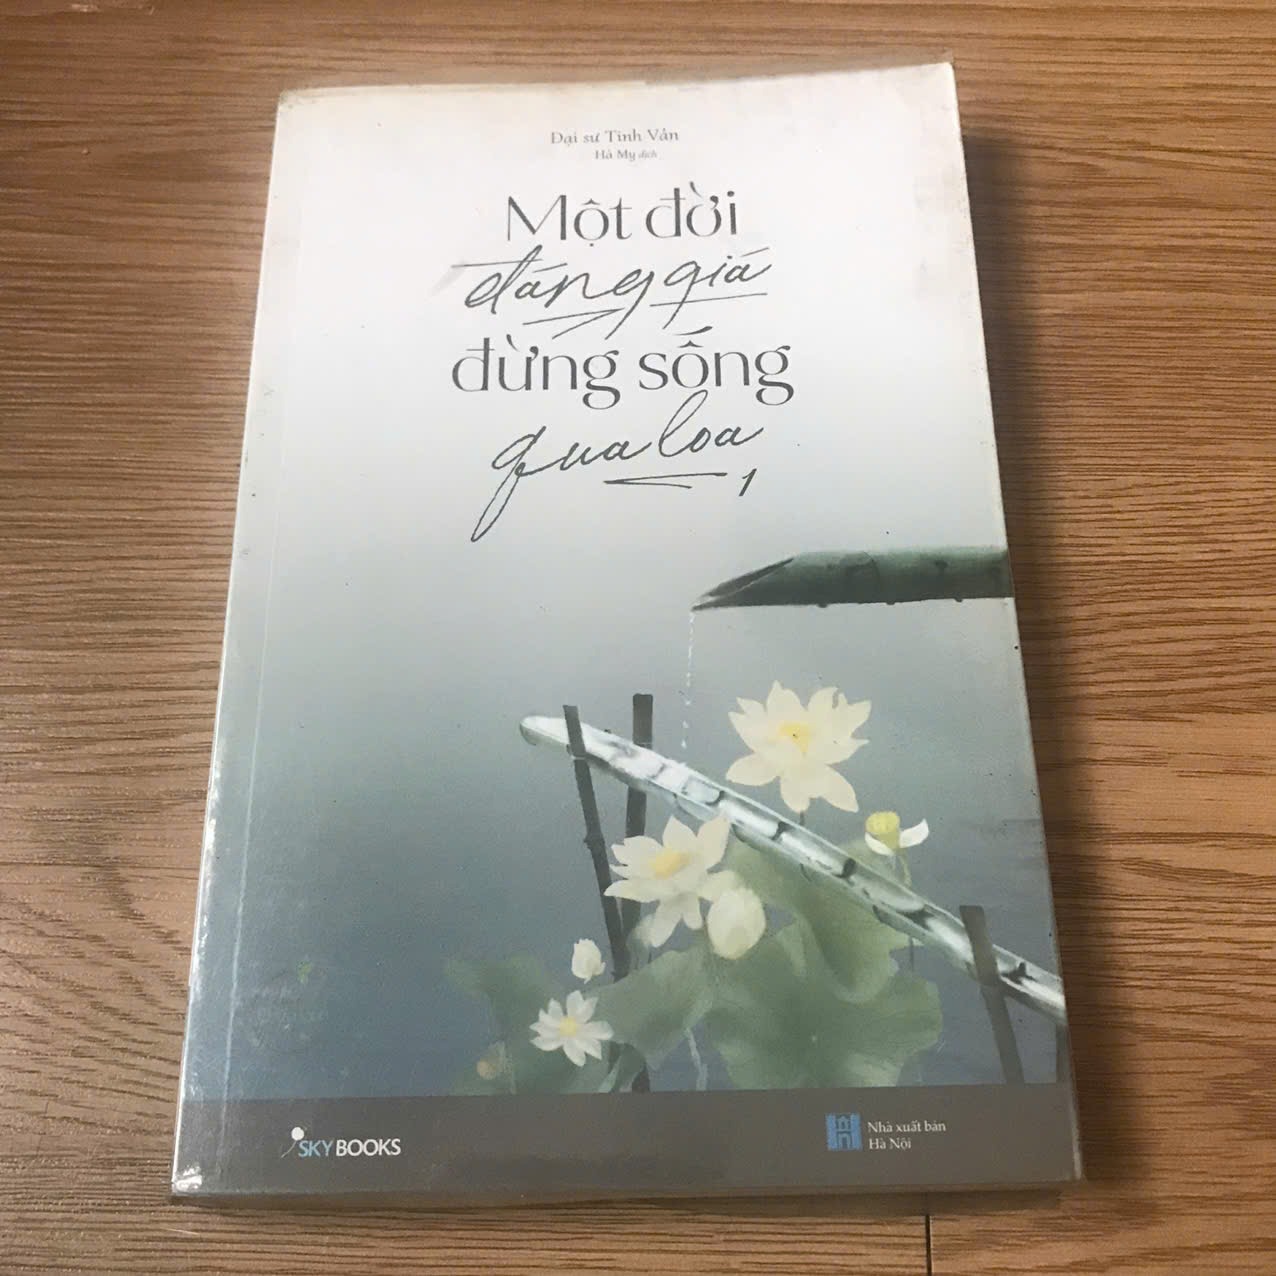 Đại sư Tinh Vân
Hà My dịch
Một đời
đáng giá
đừng sống
qua loa
1
SKYBOOKS
Nhà xuất bản
Hà Nội